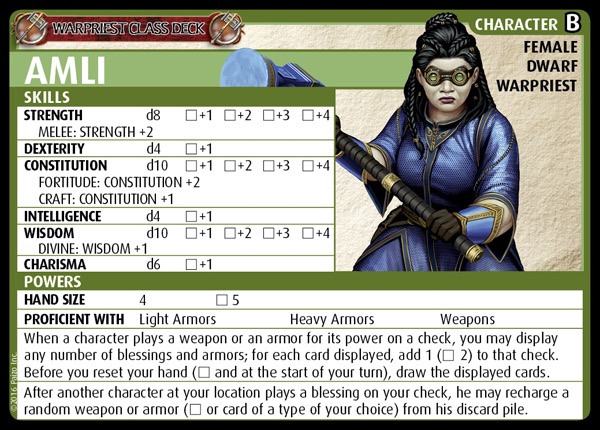 WARPRIEST CLASS DECK
CHARACTER B
AMLI
FEMALE
DWARF
WARPRIEST
SKILLS
STRENGTH d8 □+1 □+2 □+3 □+4
MELEE: STRENGTH +2
DEXTERITY d4 □+1
CONSTITUTION d10 □+1 □+2 □+3 □+4
FORTITUDE: CONSTITUTION +2
CRAFT: CONSTITUTION +1
INTELLIGENCE d4 □+1
WISDOM d10 □+1 □+2 □+3 □+4
DIVINE: WISDOM +1
CHARISMA d6 □+1
POWERS
HAND SIZE 4 □ 5
PROFICIENT WITH Light Armors Heavy Armors Weapons
When a character plays a weapon or an armor for its power on a check, you may display
any number of blessings and armors; for each card displayed, add 1 (□ 2) to that check.
Before you reset your hand (□ and at the start of your turn), draw the displayed cards.
After another character at your location plays a blessing on your check, he may recharge a
random weapon or armor (□ or card of a type of your choice) from his discard pile.
©2016 Paizo Inc.